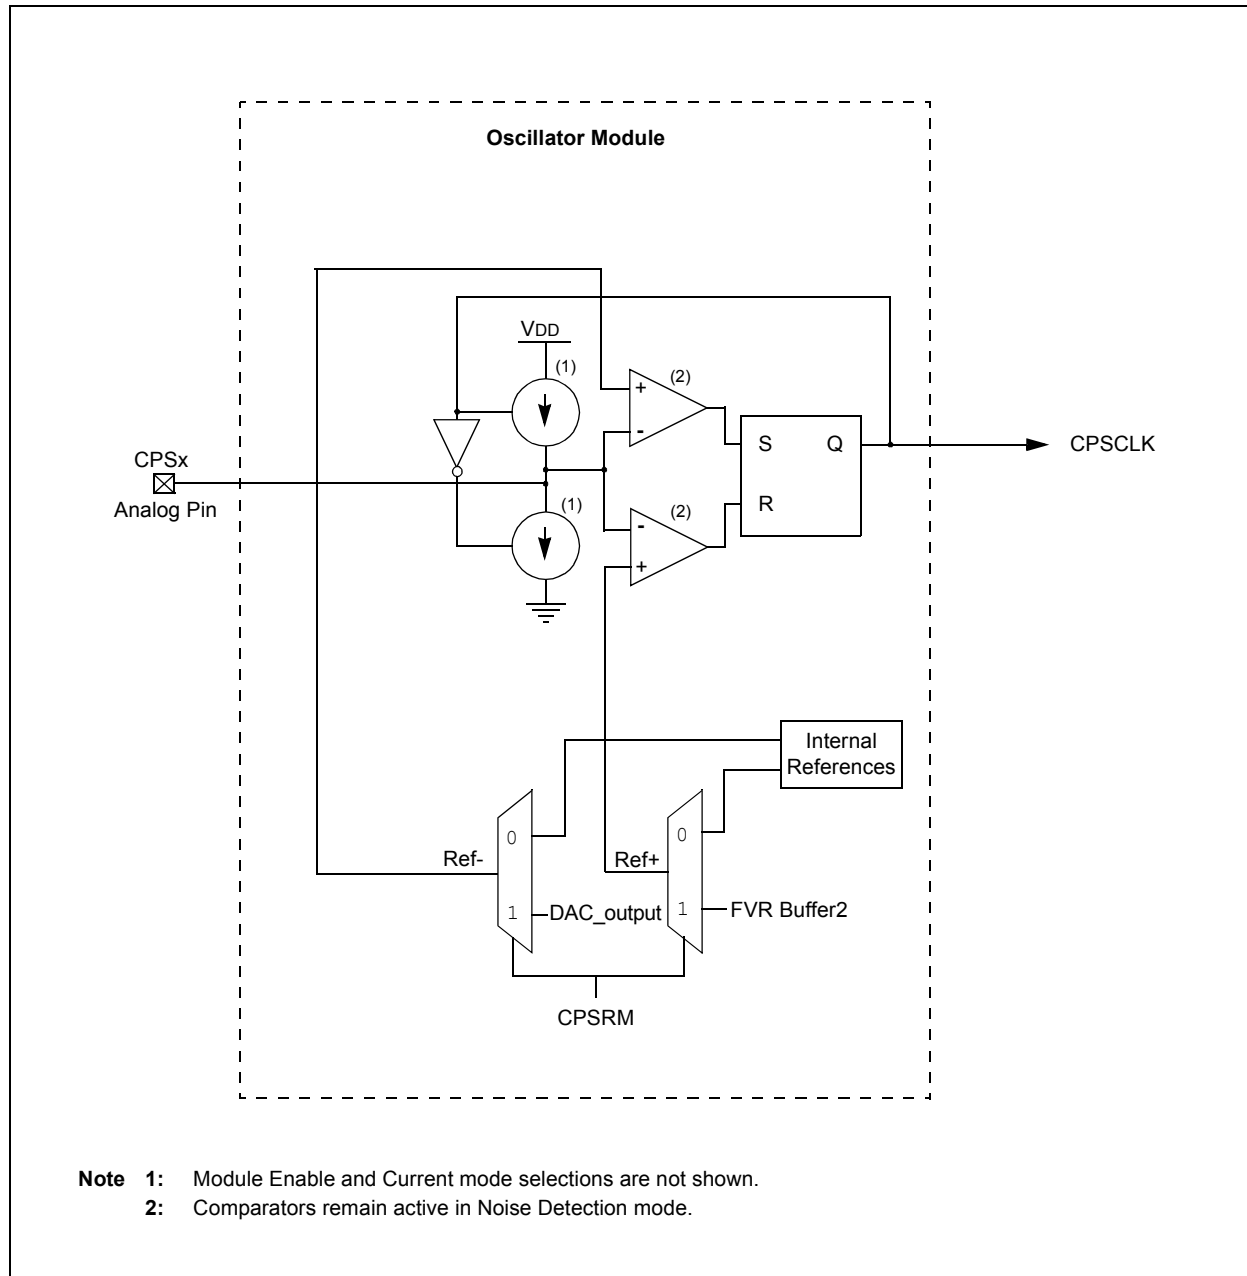 Oscillator Module
VDD
(1)
(2)
+
-
S Q
CPSCLK
CPSx
Analog Pin
R
(1)
(2)
-
+
Internal
References
0
0
Ref-
Ref+
1
DAC_output
1
FVR Buffer2
CPSRM
Note 1: Module Enable and Current mode selections are not shown.
2: Comparators remain active in Noise Detection mode.